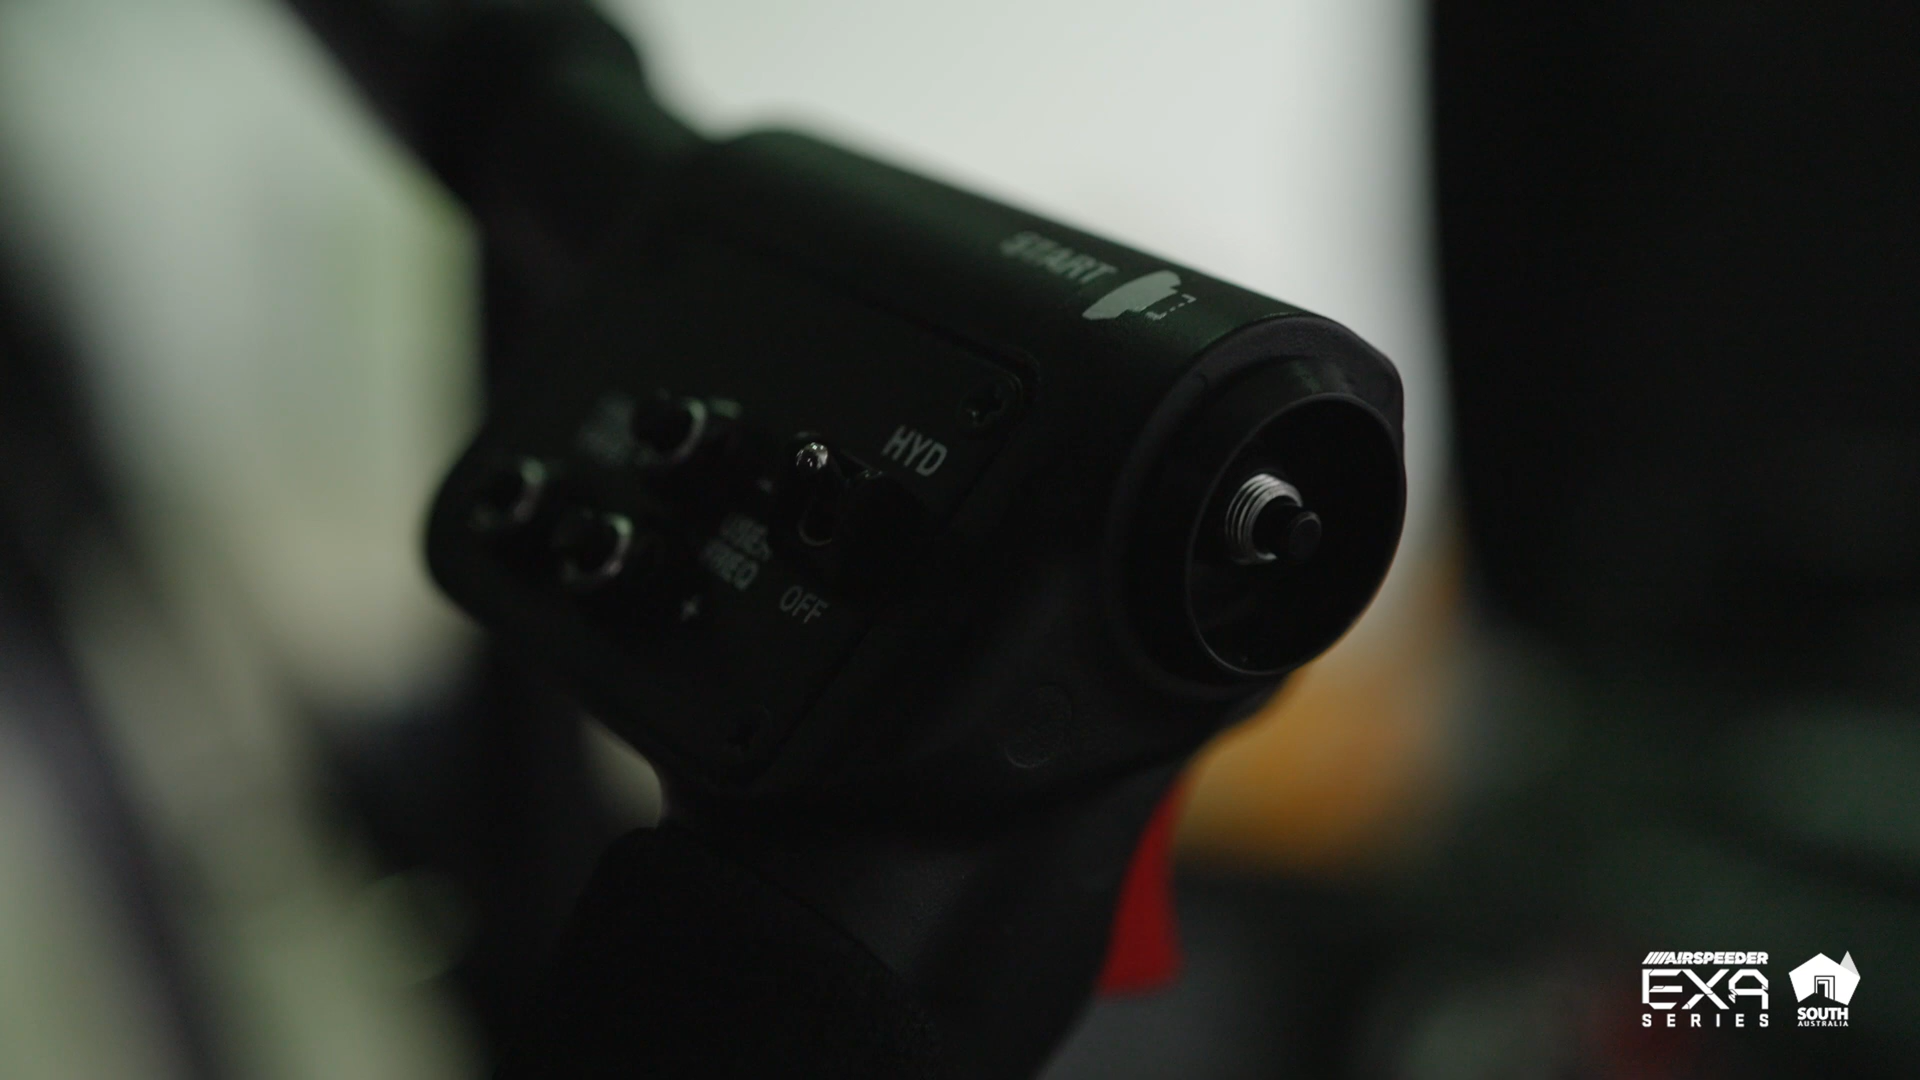 START
HYD
OFF
AIRSPEEDER
EXA
SERIES
SOUTH
AUSTRALIA